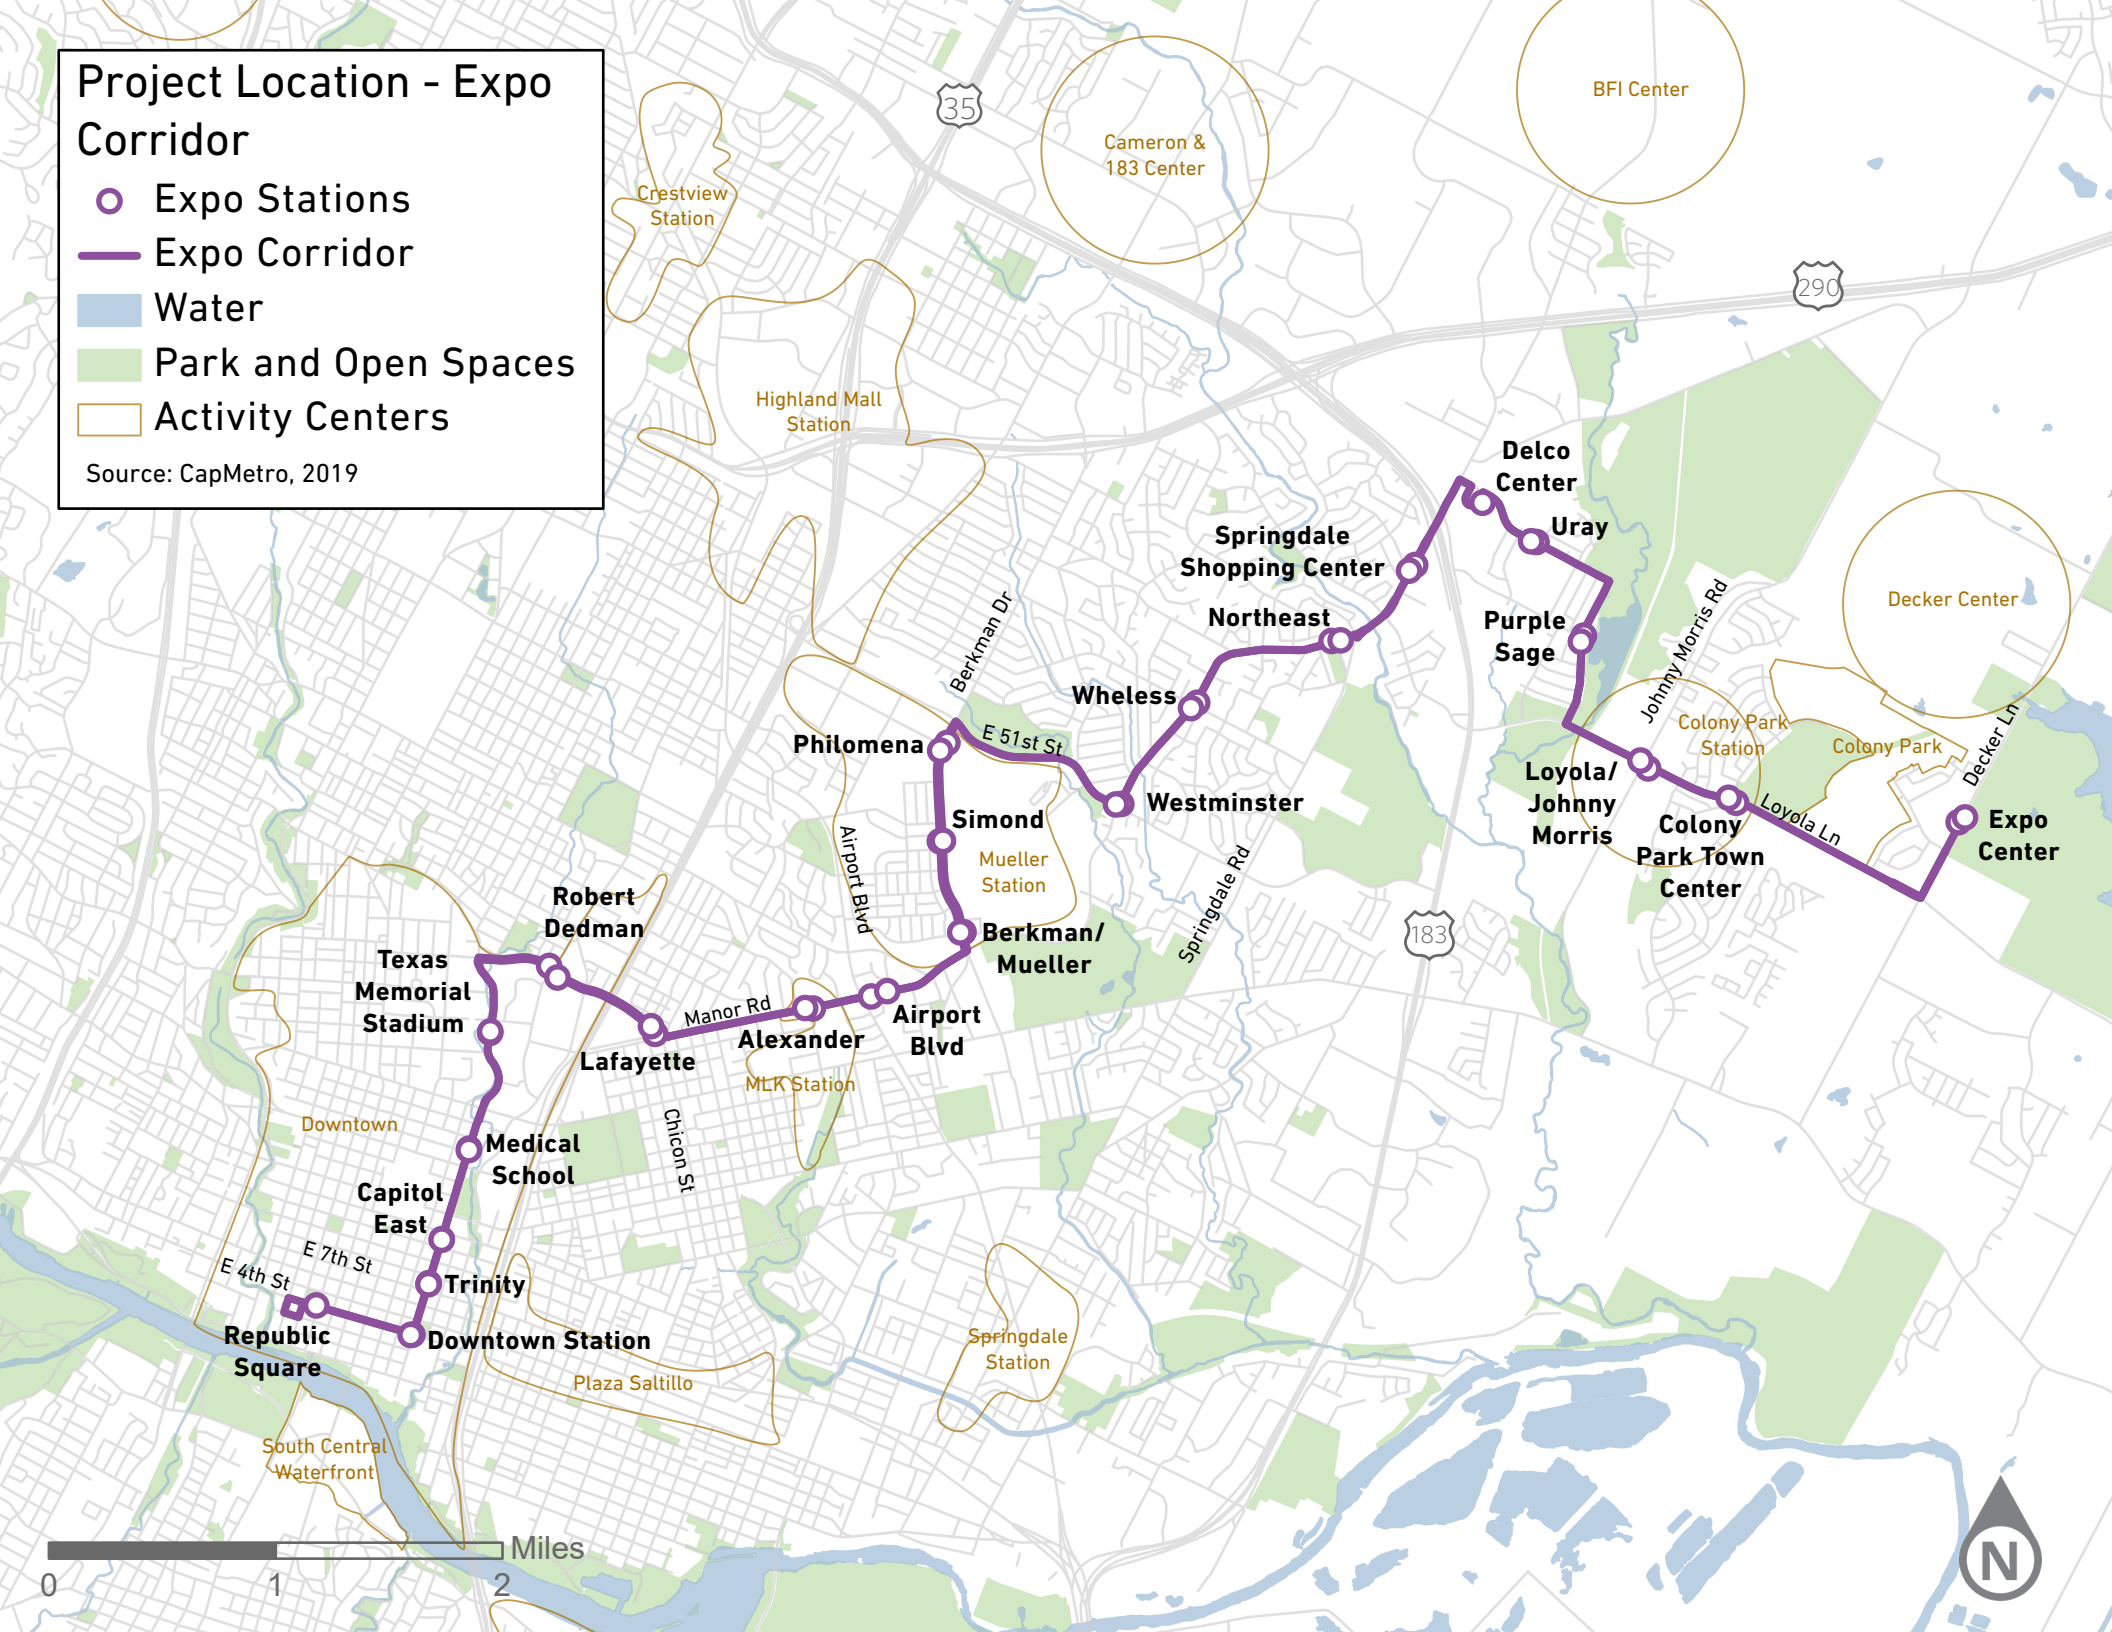 Project Location - Expo
Corridor
Expo Stations
Expo Corridor
Water
Park and Open Spaces
Activity Centers
Source: CapMetro, 2019
35
Cameron &
183 Center
BFI Center
Crestview
Station
290
Highland Mall
Station
Delco
Center
Uray
Springdale
Shopping Center
Northeast
Purple
Sage
Johnny Morris Rd
Decker Center
Berkman Dr
Wheless
Philomena
E 51st St
Westminster
Colony Park
Station
Colony Park
Decker Ln
Loyola/
Johnny
Morris
Colony
Park Town
Center
Loyola Ln
Expo
Center
Simond
Mueller
Station
Airport Blvd
Springdale Rd
183
Berkman/
Mueller
Robert
Dedman
Texas
Memorial
Stadium
Manor Rd
Lafayette
Alexander
Airport
Blvd
MLK Station
Chicon St
Downtown
Medical
School
Capitol
East
E 7th St
E 4th St
Trinity
Republic
Square
Downtown Station
Plaza Saltillo
Springdale
Station
South Central
Waterfront
Miles
0 1 2
N